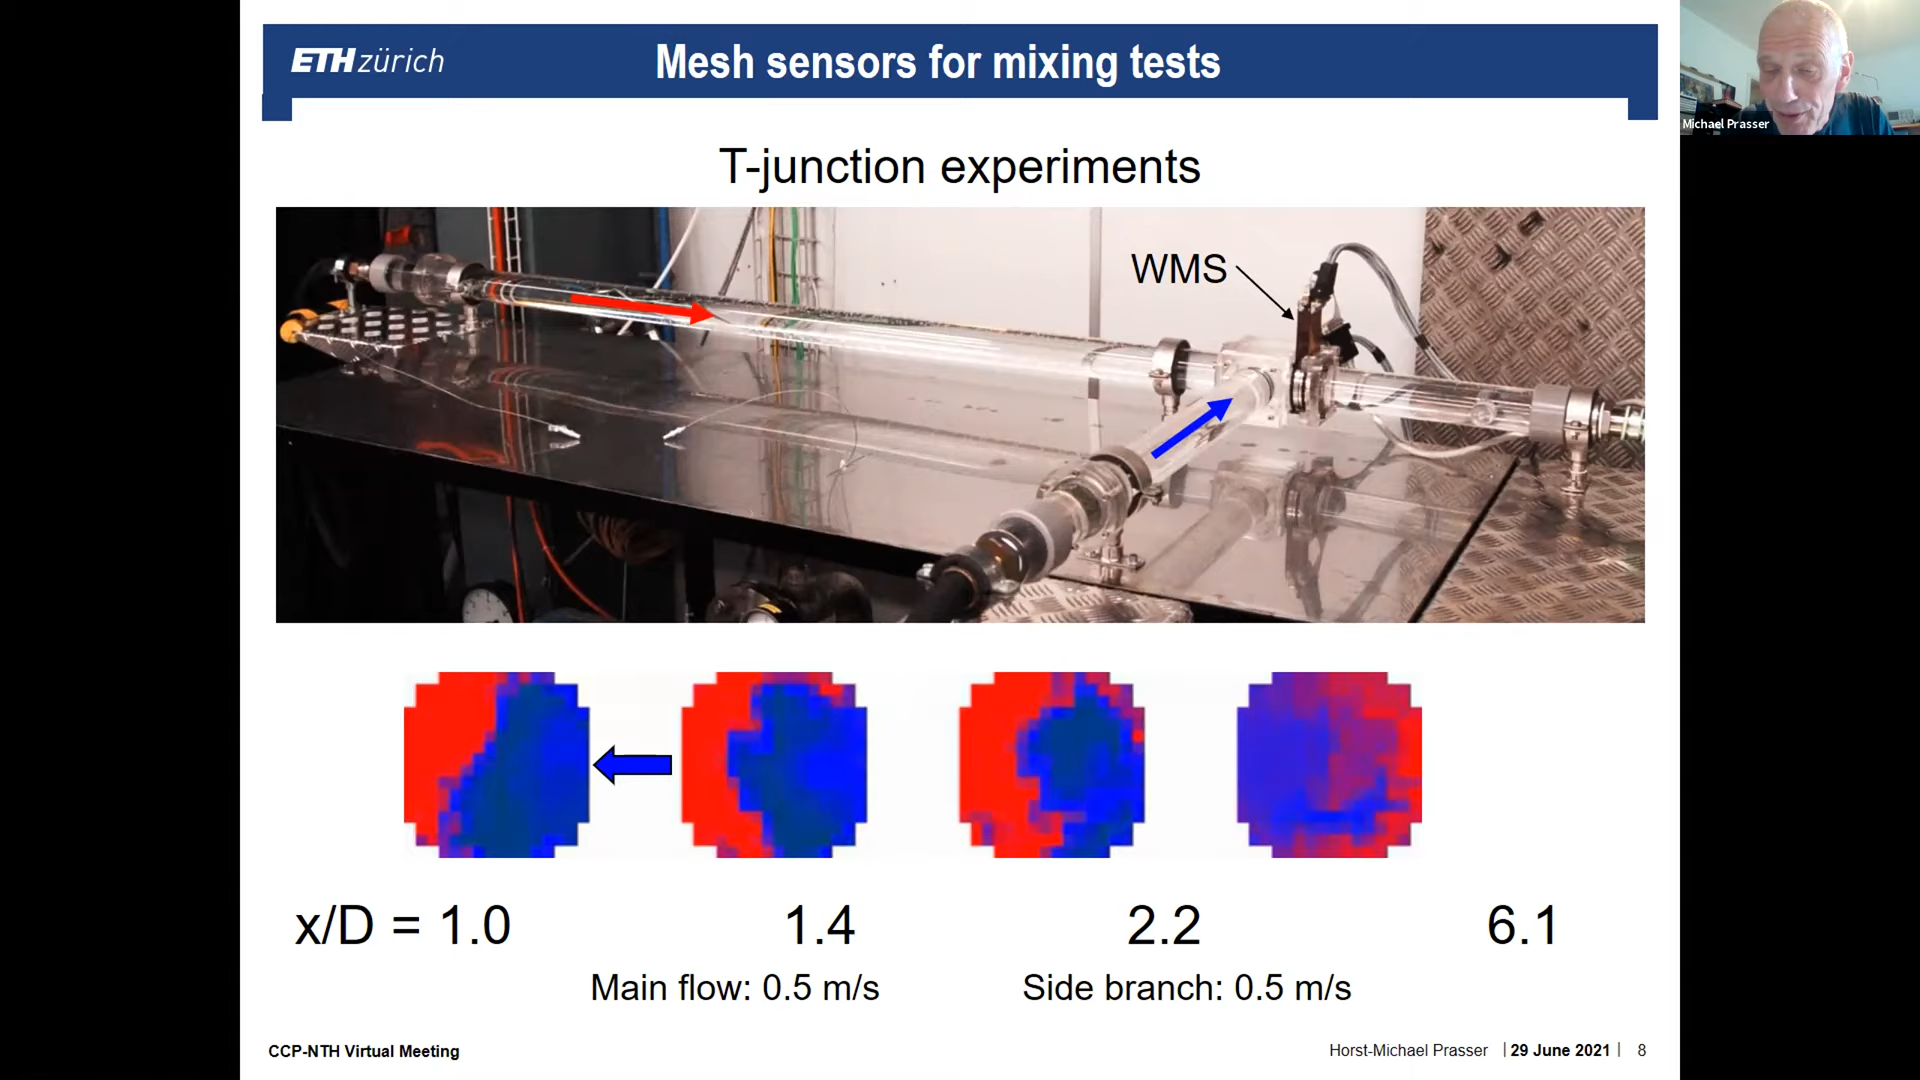 ETH zürich
Mesh sensors for mixing tests
Michael Prasser
T-junction experiments
WMS
x/D = 1.0 1.4 2.2 6.1
Main flow: 0.5 m/s Side branch: 0.5 m/s
CCP-NTH Virtual Meeting Horst-Michael Prasser | 29 June 2021 | 8